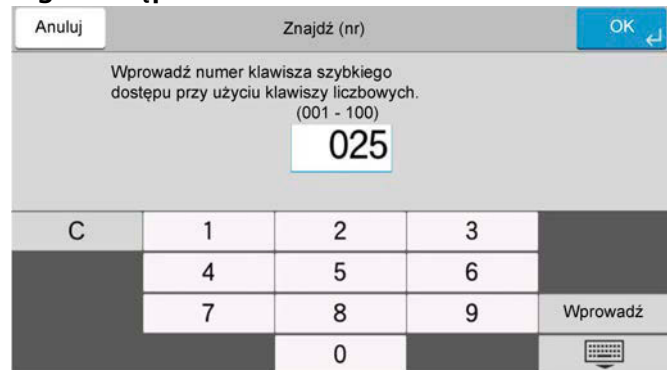 Anuluj
Znajdź (nr)
OK
Wprowadź numer klawisza szybkiego
dostępu przy użyciu klawiszy liczbowych.
(001 - 100)
025
C
1
2
3
4
5
6
7
8
9
Wprowadź
0